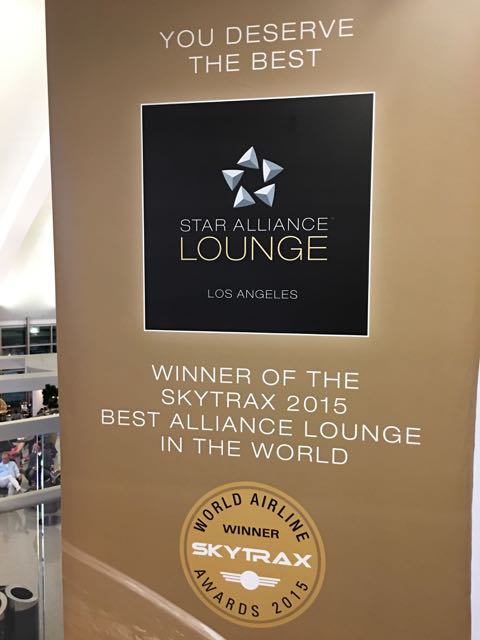 YOU DESERVE
THE BEST
STAR ALLIANCE™
LOUNGE
LOS ANGELES
WINNER OF THE
SKYTRAX 2015
BEST ALLIANCE LOUNGE
IN THE WORLD
WORLD AIRLINE
WINNER
SKYTRAX
AWARDS 2015